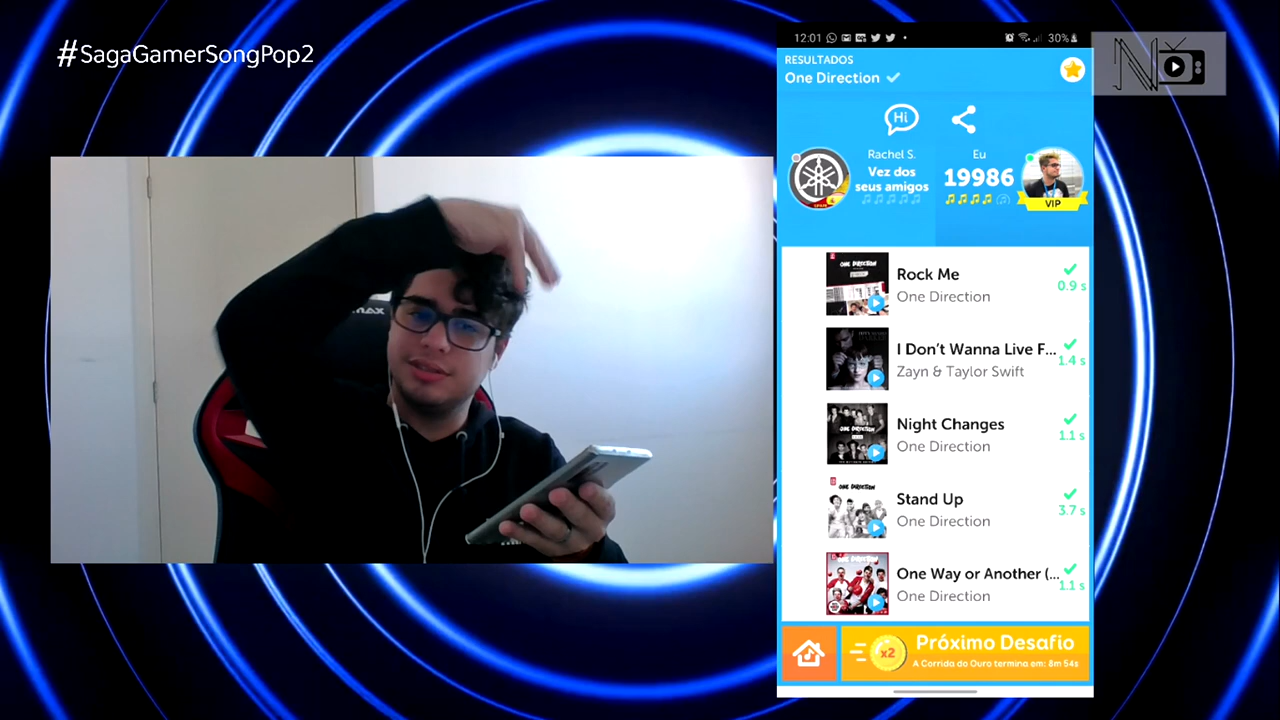 #SagaGamerSongPop2
12:01
30%
RESULTADOS
One Direction
Hi
Rachel S.
Vez dos
seus amigos
Eu
19986
VIP
Rock Me
One Direction
0.9 s
I Don't Wanna Live F...
Zayn & Taylor Swift
1.4 s
Night Changes
One Direction
1.1 s
Stand Up
One Direction
3.7 s
One Way or Another (...
One Direction
1.1 s
x2
Próximo Desafio
A Corrida do Ouro termina em: 8m 54s